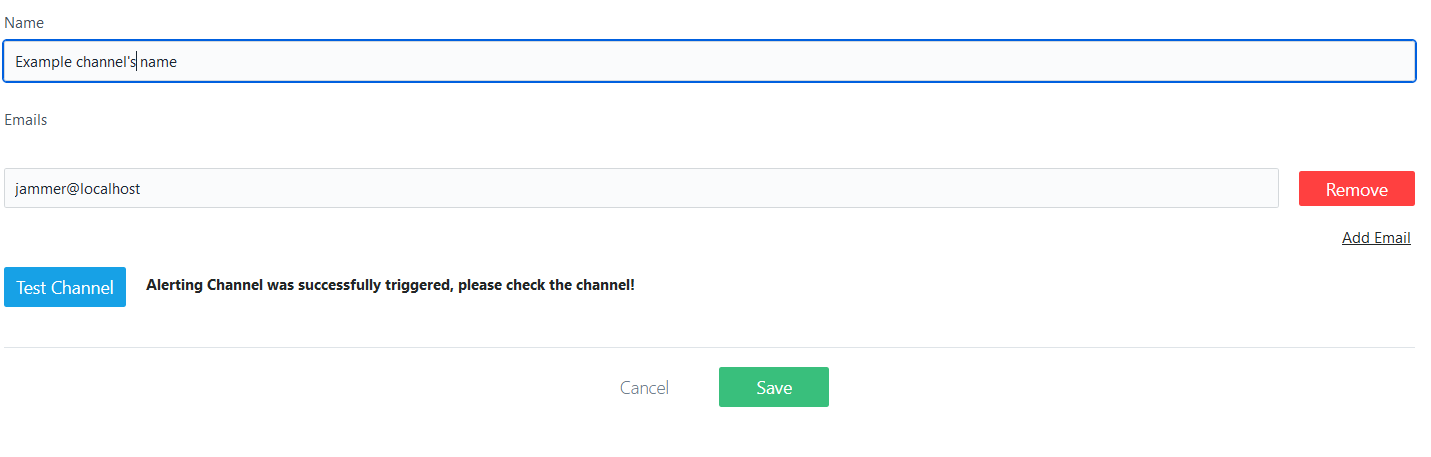 Name
Example channel's name
Emails
jammer@localhost
Remove
Add Email
Test Channel
Alerting Channel was successfully triggered, please check the channel!
Cancel
Save